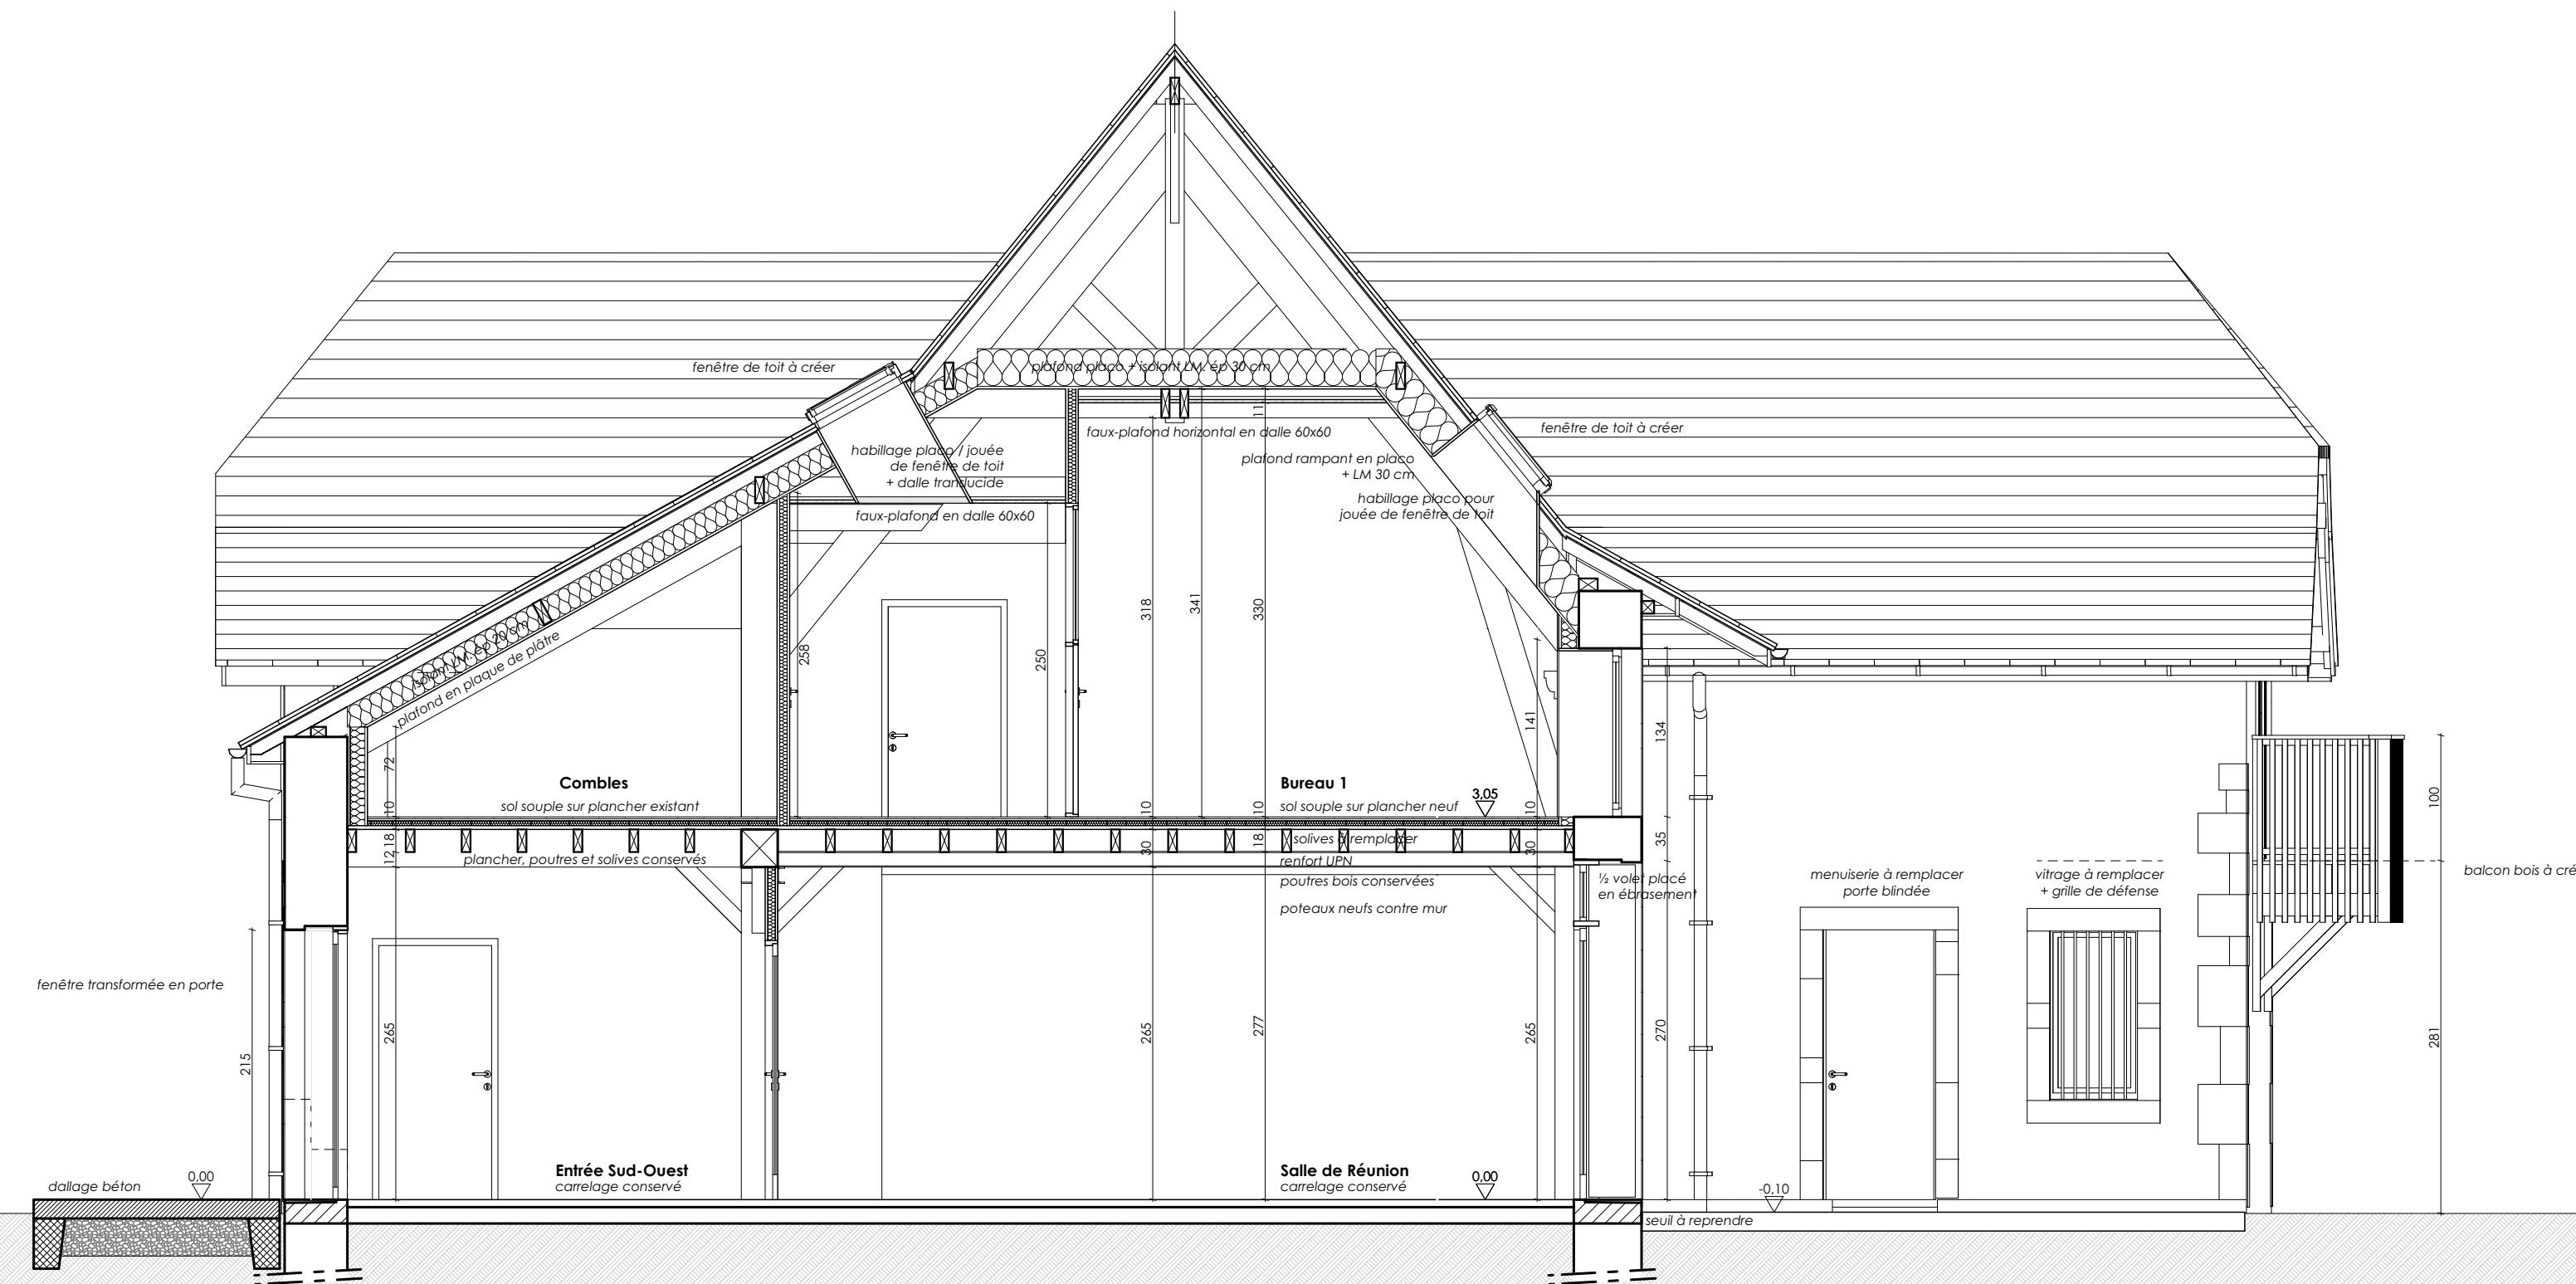 fenêtre de toit à créer
plafond placo + isolant LM. ép 30 cm
11
faux-plafond horizontal en dalle 60x60
fenêtre de toit à créer
habillage placo / jouée
de fenêtre de toit
+ dalle translucide
plafond rampant en placo
+ LM 30 cm
habillage placo pour
jouée de fenêtre de toit
faux-plafond en dalle 60x60
318
341
330
isolant LM. ép 20 cm
plafond en plaque de plâtre
258
250
141
134
72
Combles
Bureau 1
10
sol souple sur plancher existant
10
10
sol souple sur plancher neuf
3,05
10
100
18
12
plancher, poutres et solives conservés
30
18
solives à remplacer
30
35
renfort UPN
poutres bois conservées
poteaux neufs contre mur
½ volet placé
en ébrasement
menuiserie à remplacer
porte blindée
vitrage à remplacer
+ grille de défense
balcon bois à cré
fenêtre transformée en porte
215
265
265
277
265
270
281
Entrée Sud-Ouest
carrelage conservé
Salle de Réunion
carrelage conservé
dallage béton
0,00
0,00
-0,10
seuil à reprendre